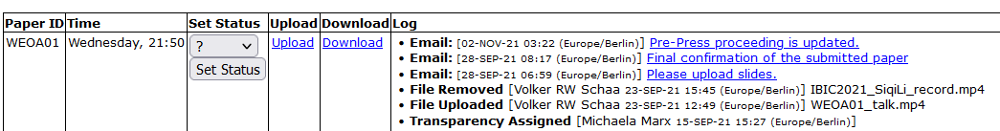 Paper ID Time Set Status Upload Download Log
WEOA01 Wednesday, 21:50 ? Upload Download • Email: [02-NOV-21 03:22 (Europe/Berlin)] Pre-Press proceeding is updated.
Set Status • Email: [28-SEP-21 08:17 (Europe/Berlin)] Final confirmation of the submitted paper
• Email: [28-SEP-21 06:59 (Europe/Berlin)] Please upload slides.
• File Removed [Volker RW Schaa 23-SEP-21 15:45 (Europe/Berlin)] IBIC2021_SiqiLi_record.mp4
• File Uploaded [Volker RW Schaa 23-SEP-21 12:49 (Europe/Berlin)] WEOA01_talk.mp4
• Transparency Assigned [Michaela Marx 15-SEP-21 15:27 (Europe/Berlin)]